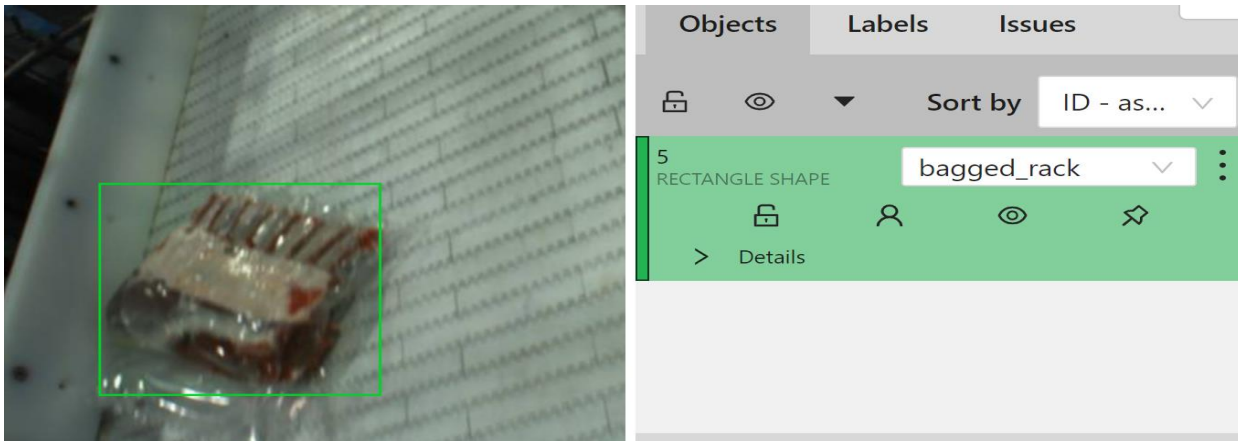 Objects Labels Issues
Sort by ID - as...
5 bagged_rack
RECTANGLE SHAPE
Details